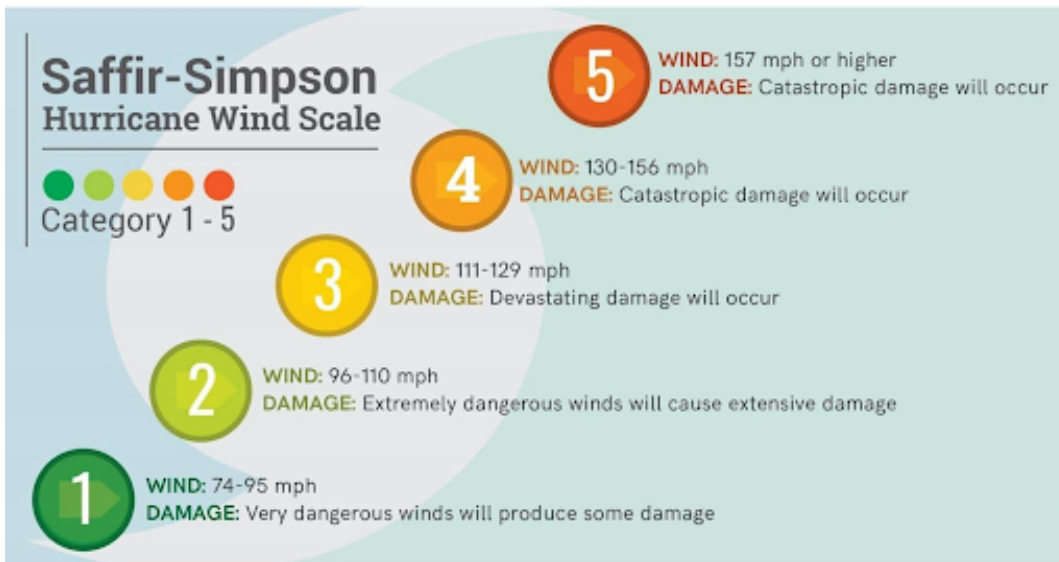 Saffir-Simpson
Hurricane Wind Scale
Category 1 - 5
5
WIND: 157 mph or higher
DAMAGE: Catastropic damage will occur
4
WIND: 130-156 mph
DAMAGE: Catastropic damage will occur
3
WIND: 111-129 mph
DAMAGE: Devastating damage will occur
2
WIND: 96-110 mph
DAMAGE: Extremely dangerous winds will cause extensive damage
1
WIND: 74-95 mph
DAMAGE: Very dangerous winds will produce some damage